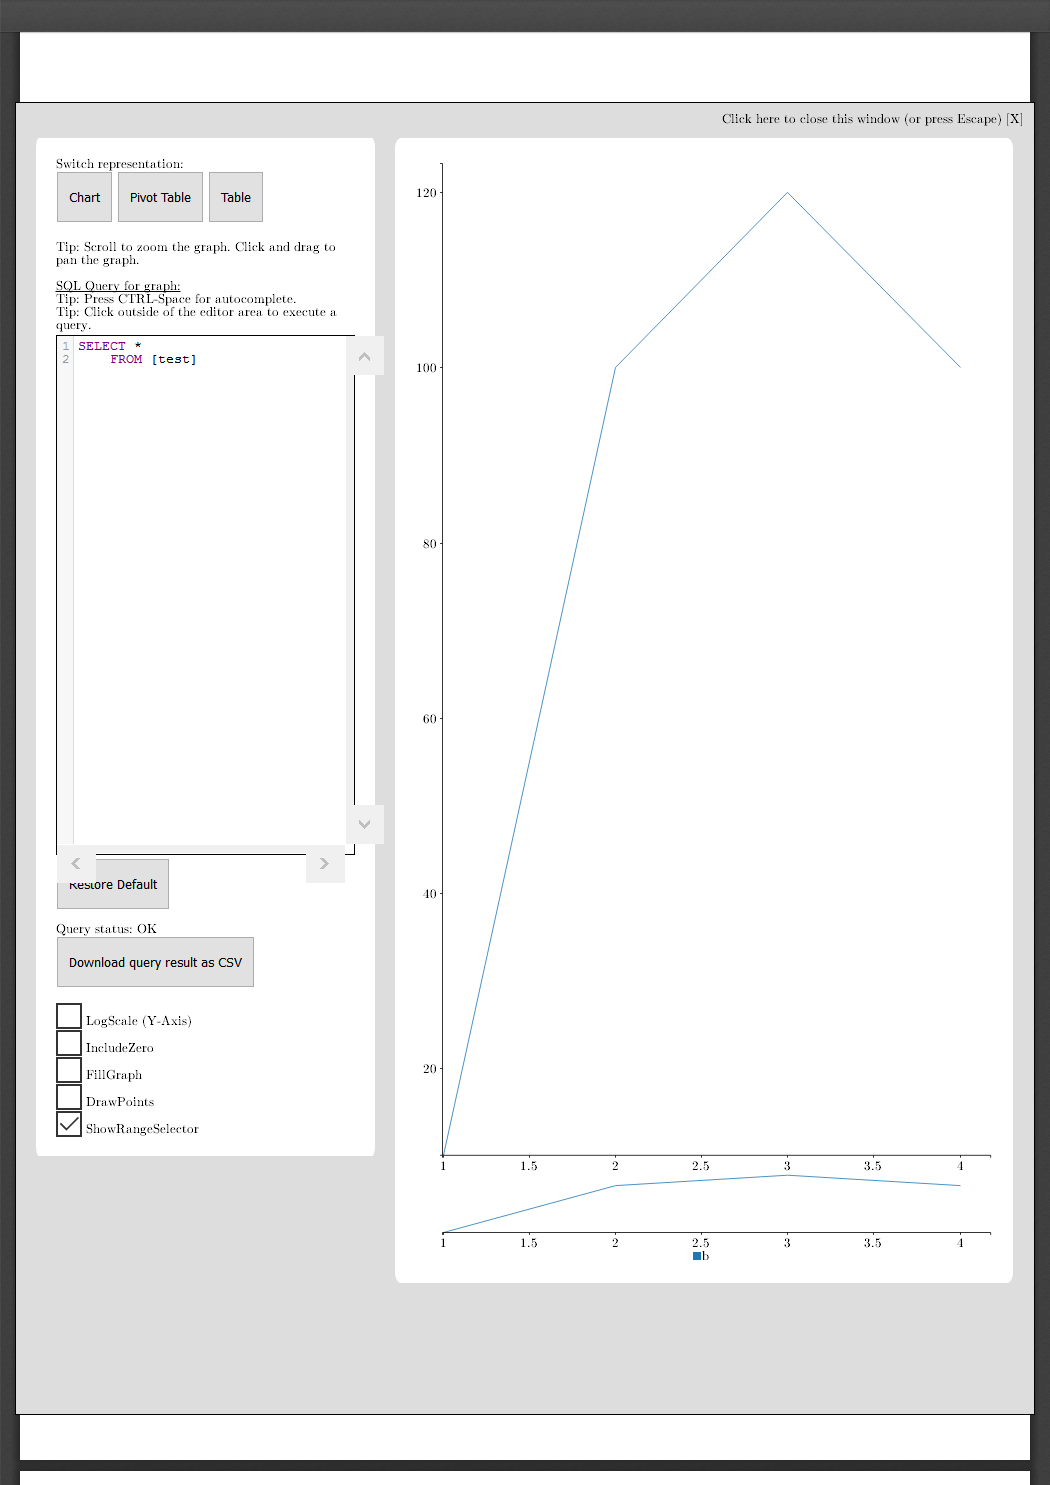 Click here to close this window (or press Escape) [X]
Switch representation:
Chart
Pivot Table
Table
Tip: Scroll to zoom the graph. Click and drag to
pan the graph.
SQL Query for graph:
Tip: Press CTRL-Space for autocomplete.
Tip: Click outside of the editor area to execute a
query.
1 SELECT *
2 FROM [test]
Restore Default
Query status: OK
Download query result as CSV
LogScale (Y-Axis)
IncludeZero
FillGraph
DrawPoints
ShowRangeSelector
120
100
80
60
40
20
1 1.5 2 2.5 3 3.5 4
1 1.5 2 2.5 3 3.5 4
b